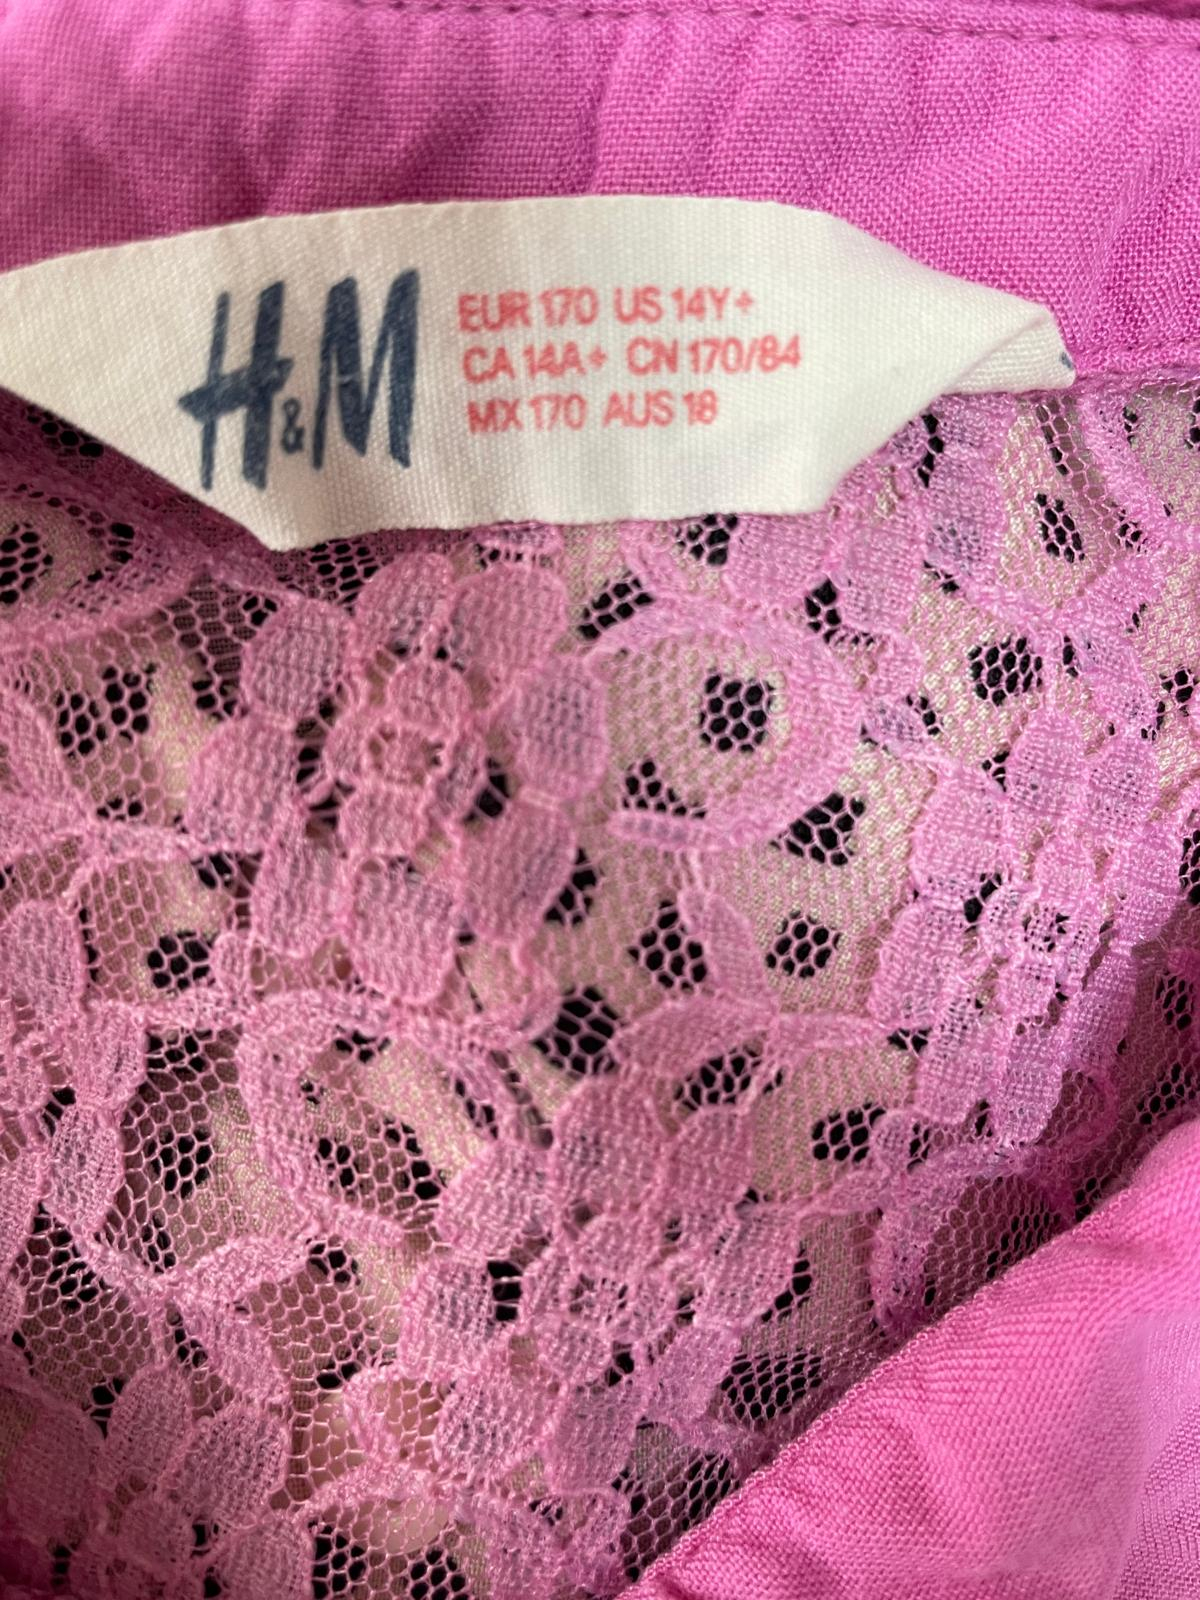 H&M
EUR 170 US 14Y+
CA 14A+ CN 170/84
MX 170 AUS 18